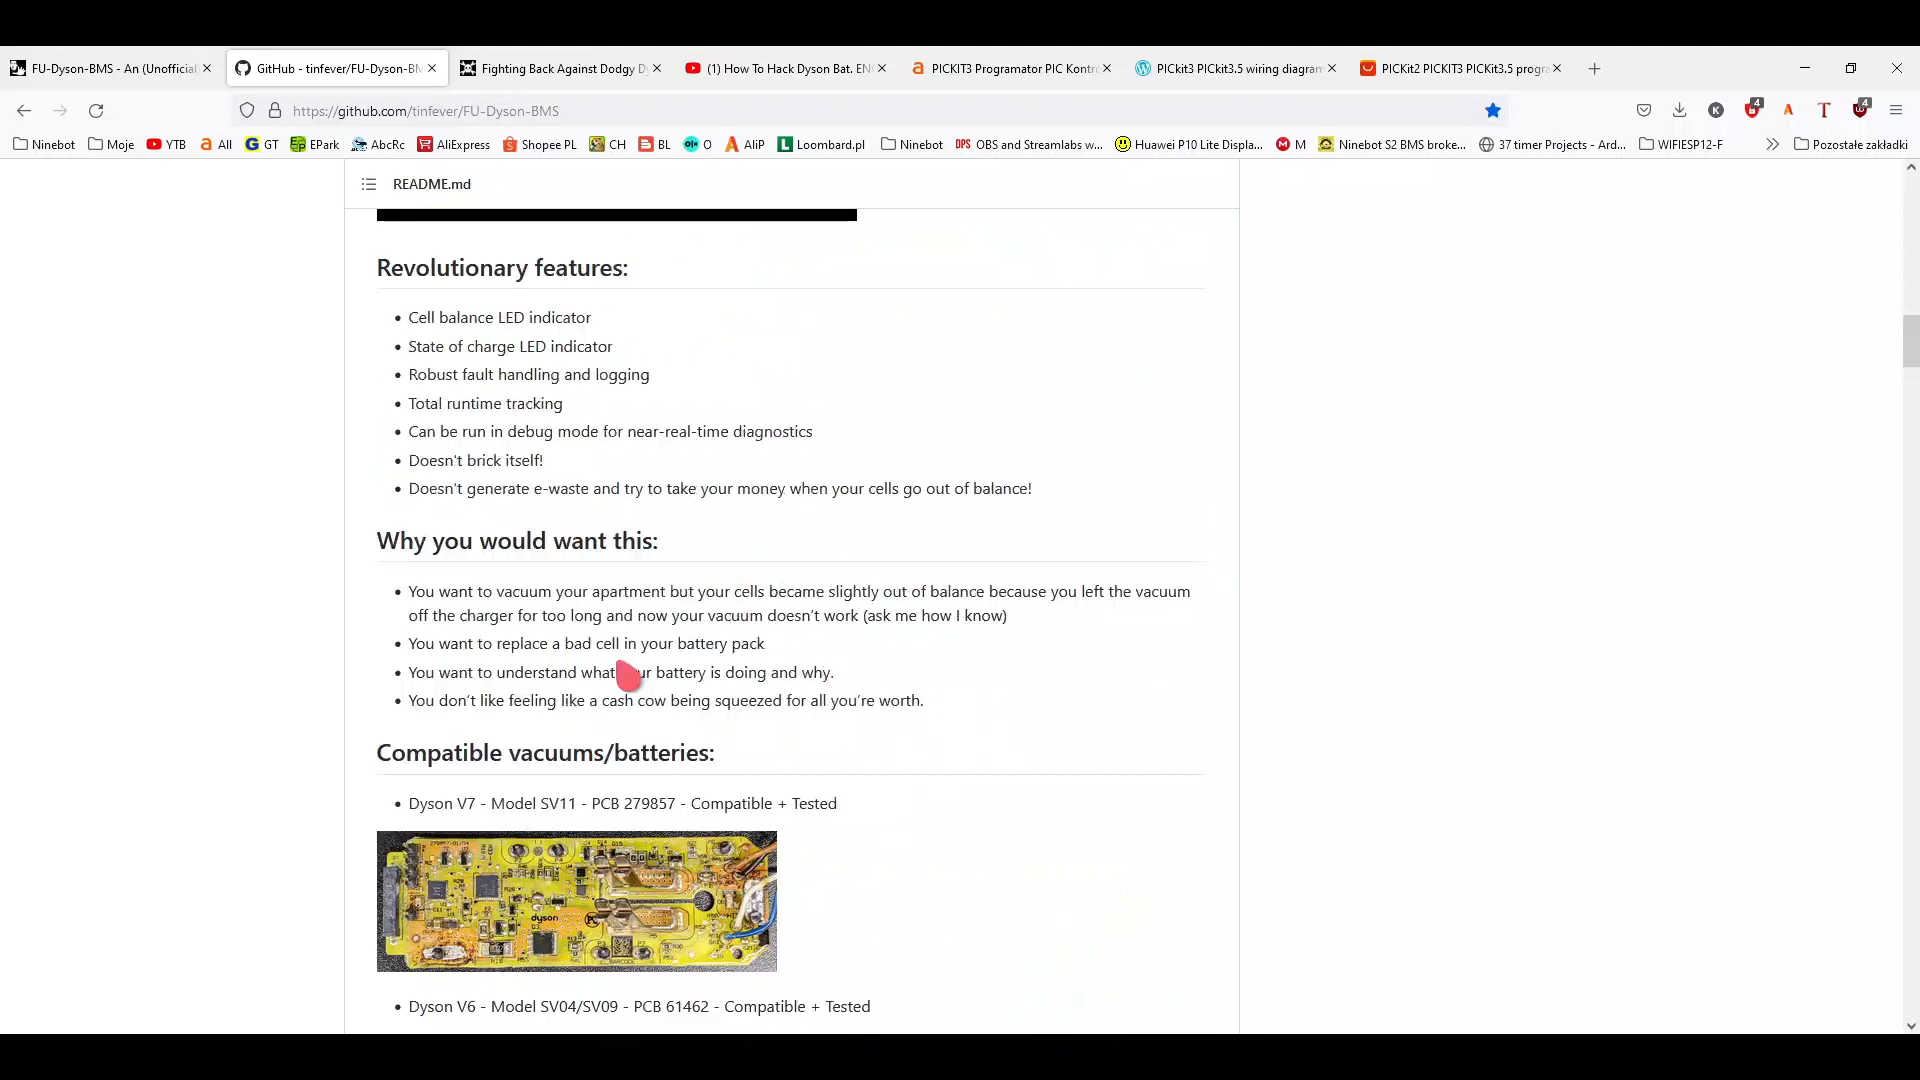 FU-Dyson-BMS - An (Unofficial
GitHub - tinfever/FU-Dyson-BM
Fighting Back Against Dodgy Dy
(1) How To Hack Dyson Bat. EN
PICKIT3 Programator PIC Kontro
PICkit3 PICkit3.5 wiring diagram
PICKit2 PICKIT3 PICKit3.5 progr
https://github.com/tinfever/FU-Dyson-BMS
4
K
A
T
4
Ninebot
Moje
YTB
All
GT
EPark
AbcRc
AliExpress
Shopee PL
CH
BL
O
AliP
Loombard.pl
Ninebot
DPS OBS and Streamlabs w...
Huawei P10 Lite Displa...
M
Ninebot S2 BMS broke...
37 timer Projects - Ard...
WIFIESP12-F
Pozostałe zakładki
README.md
Revolutionary features:
• Cell balance LED indicator
• State of charge LED indicator
• Robust fault handling and logging
• Total runtime tracking
• Can be run in debug mode for near-real-time diagnostics
• Doesn't brick itself!
• Doesn't generate e-waste and try to take your money when your cells go out of balance!
Why you would want this:
• You want to vacuum your apartment but your cells became slightly out of balance because you left the vacuum
off the charger for too long and now your vacuum doesn’t work (ask me how I know)
• You want to replace a bad cell in your battery pack
• You want to understand what ur battery is doing and why.
• You don’t like feeling like a cash cow being squeezed for all you’re worth.
Compatible vacuums/batteries:
• Dyson V7 - Model SV11 - PCB 279857 - Compatible + Tested
dyson
BARCODE
• Dyson V6 - Model SV04/SV09 - PCB 61462 - Compatible + Tested